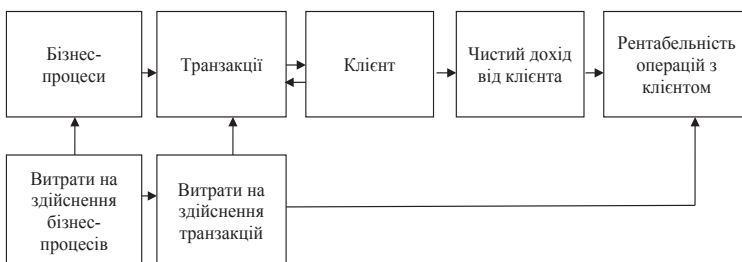 Бізнес-
процеси
Транзакції
Клієнт
Чистий дохід
від клієнта
Рентабельність
операцій з
клієнтом
Витрати на
здійснення
бізнес-
процесів
Витрати на
здійснення
транзакцій